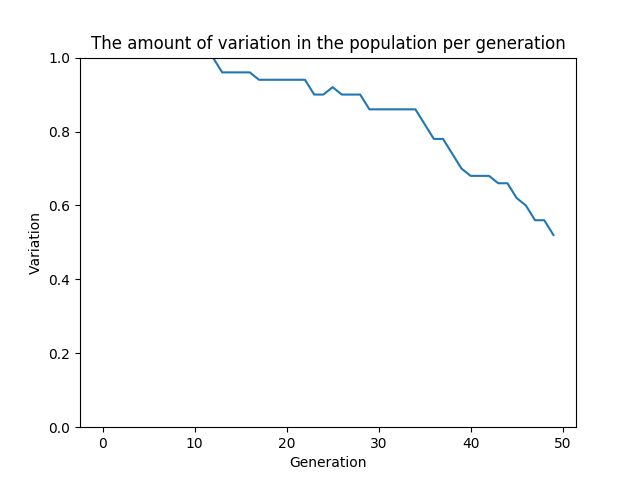 The amount of variation in the population per generation
1.0
0.8
0.6
0.4
0.2
0.0
Variation
0 10 20 30 40 50
Generation